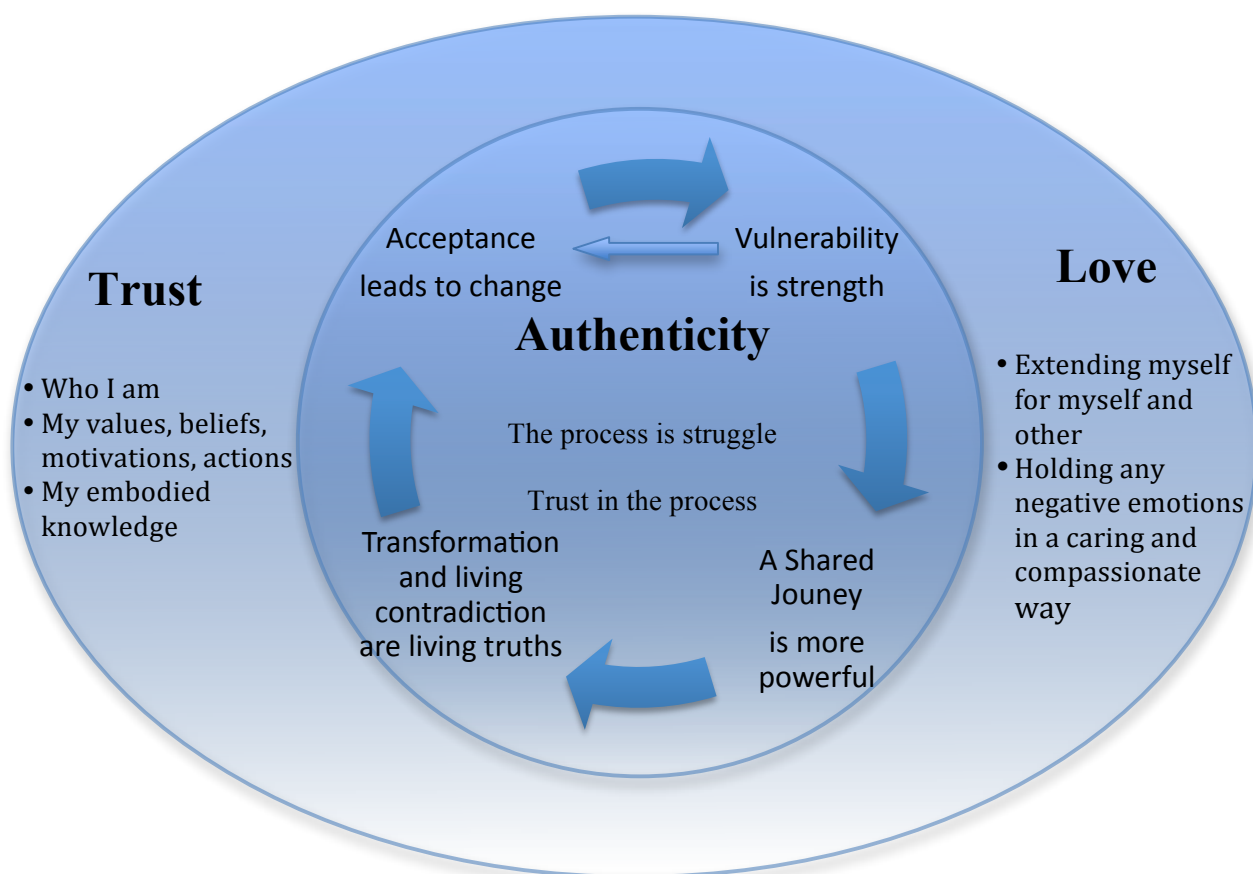 Trust
• Who I am
• My values, beliefs,
motivations, actions
• My embodied
knowledge
Acceptance
leads to change
Vulnerability
is strength
Authenticity
The process is struggle
Trust in the process
Transformation
and living
contradiction
are living truths
A Shared
Jouney
is more
powerful
Love
• Extending myself
for myself and
other
• Holding any
negative emotions
in a caring and
compassionate
way